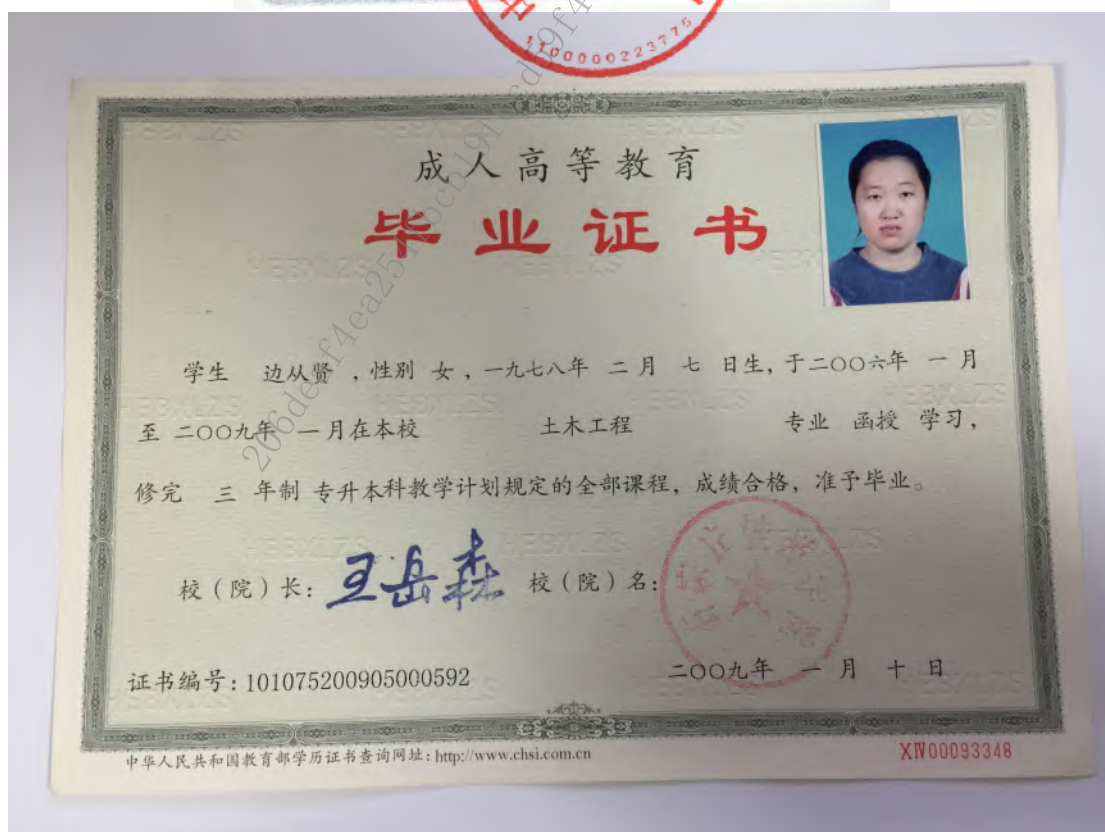 1100000223775
成人高等教育
毕业证书
学生 边从贤 ，性别 女 ，一九七八年 二月 七 日生，于二〇〇六年 一月
至 二〇〇九年 一月在本校 土木工程 专业 函授 学习，
修完 三 年制 专升本科教学计划规定的全部课程，成绩合格，准予毕业。
校（院）长：王岳森 校（院）名：
证书编号：101075200905000592 二〇〇九年 一月 十日
中华人民共和国教育部学历证书查询网址：http://www.chsi.com.cn XIV00093348